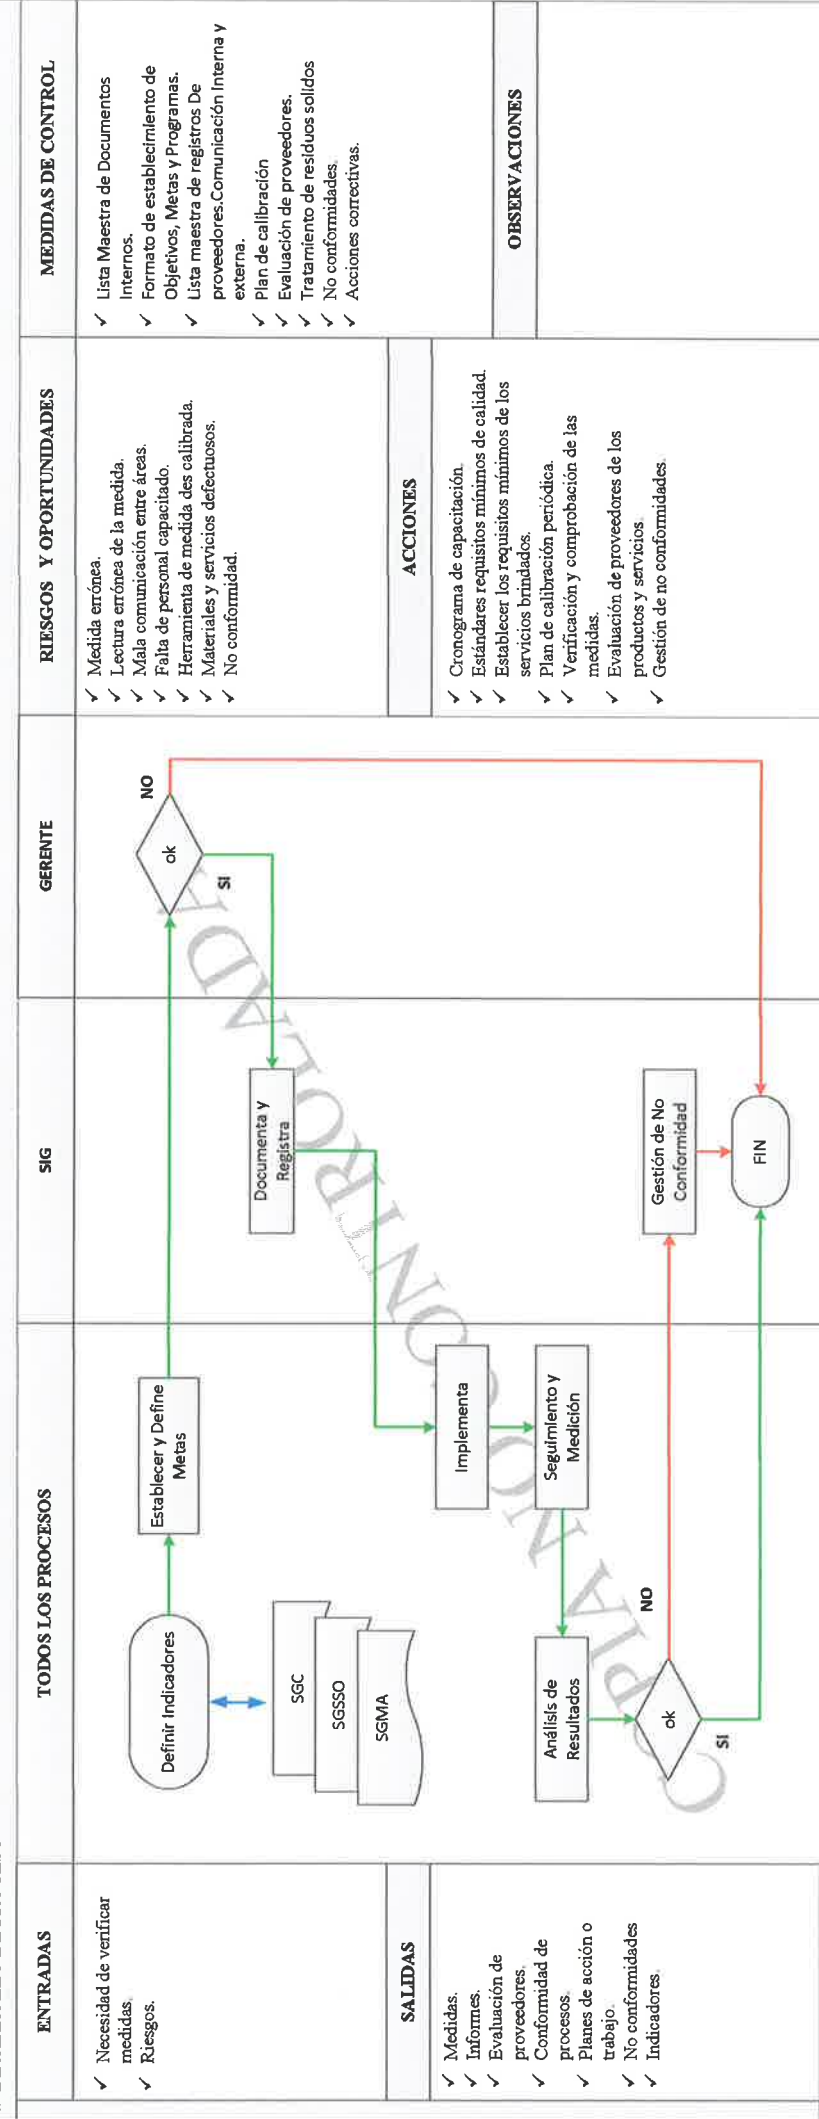 ENTRADAS
✓ Necesidad de verificar
medidas.
✓ Riesgos.
SALIDAS
✓ Medidas.
✓ Informes.
✓ Evaluación de
proveedores.
✓ Conformidad de
procesos.
✓ Planes de acción o
trabajo.
✓ No conformidades
✓ Indicadores.
TODOS LOS PROCESOS
Definir Indicadores
SGC
SGSSO
SGMA
Establecer y Define
Metas
Implementa
Seguimiento y
Medición
Análisis de
Resultados
ok
NO
SI
SIG
Documenta y
Registra
Gestión de No
Conformidad
FIN
GERENTE
ok
NO
SI
COPIA NO CONTROLADA
RIESGOS Y OPORTUNIDADES
✓ Medida errónea.
✓ Lectura errónea de la medida.
✓ Mala comunicación entre áreas.
✓ Falta de personal capacitado.
✓ Herramienta de medida des calibrada.
✓ Materiales y servicios defectuosos.
✓ No conformidad.
ACCIONES
✓ Cronograma de capacitación.
✓ Estándares requisitos mínimos de calidad.
✓ Establecer los requisitos mínimos de los
servicios brindados.
✓ Plan de calibración periódica.
✓ Verificación y comprobación de las
medidas.
✓ Evaluación de proveedores de los
productos y servicios.
✓ Gestión de no conformidades.
MEDIDAS DE CONTROL
✓ Lista Maestra de Documentos
Internos.
✓ Formato de establecimiento de
Objetivos, Metas y Programas.
✓ Lista maestra de registros De
proveedores.Comunicación Interna y
externa.
✓ Plan de calibración
✓ Evaluación de proveedores.
✓ Tratamiento de residuos solidos
✓ No conformidades.
✓ Acciones correctivas.
OBSERVACIONES